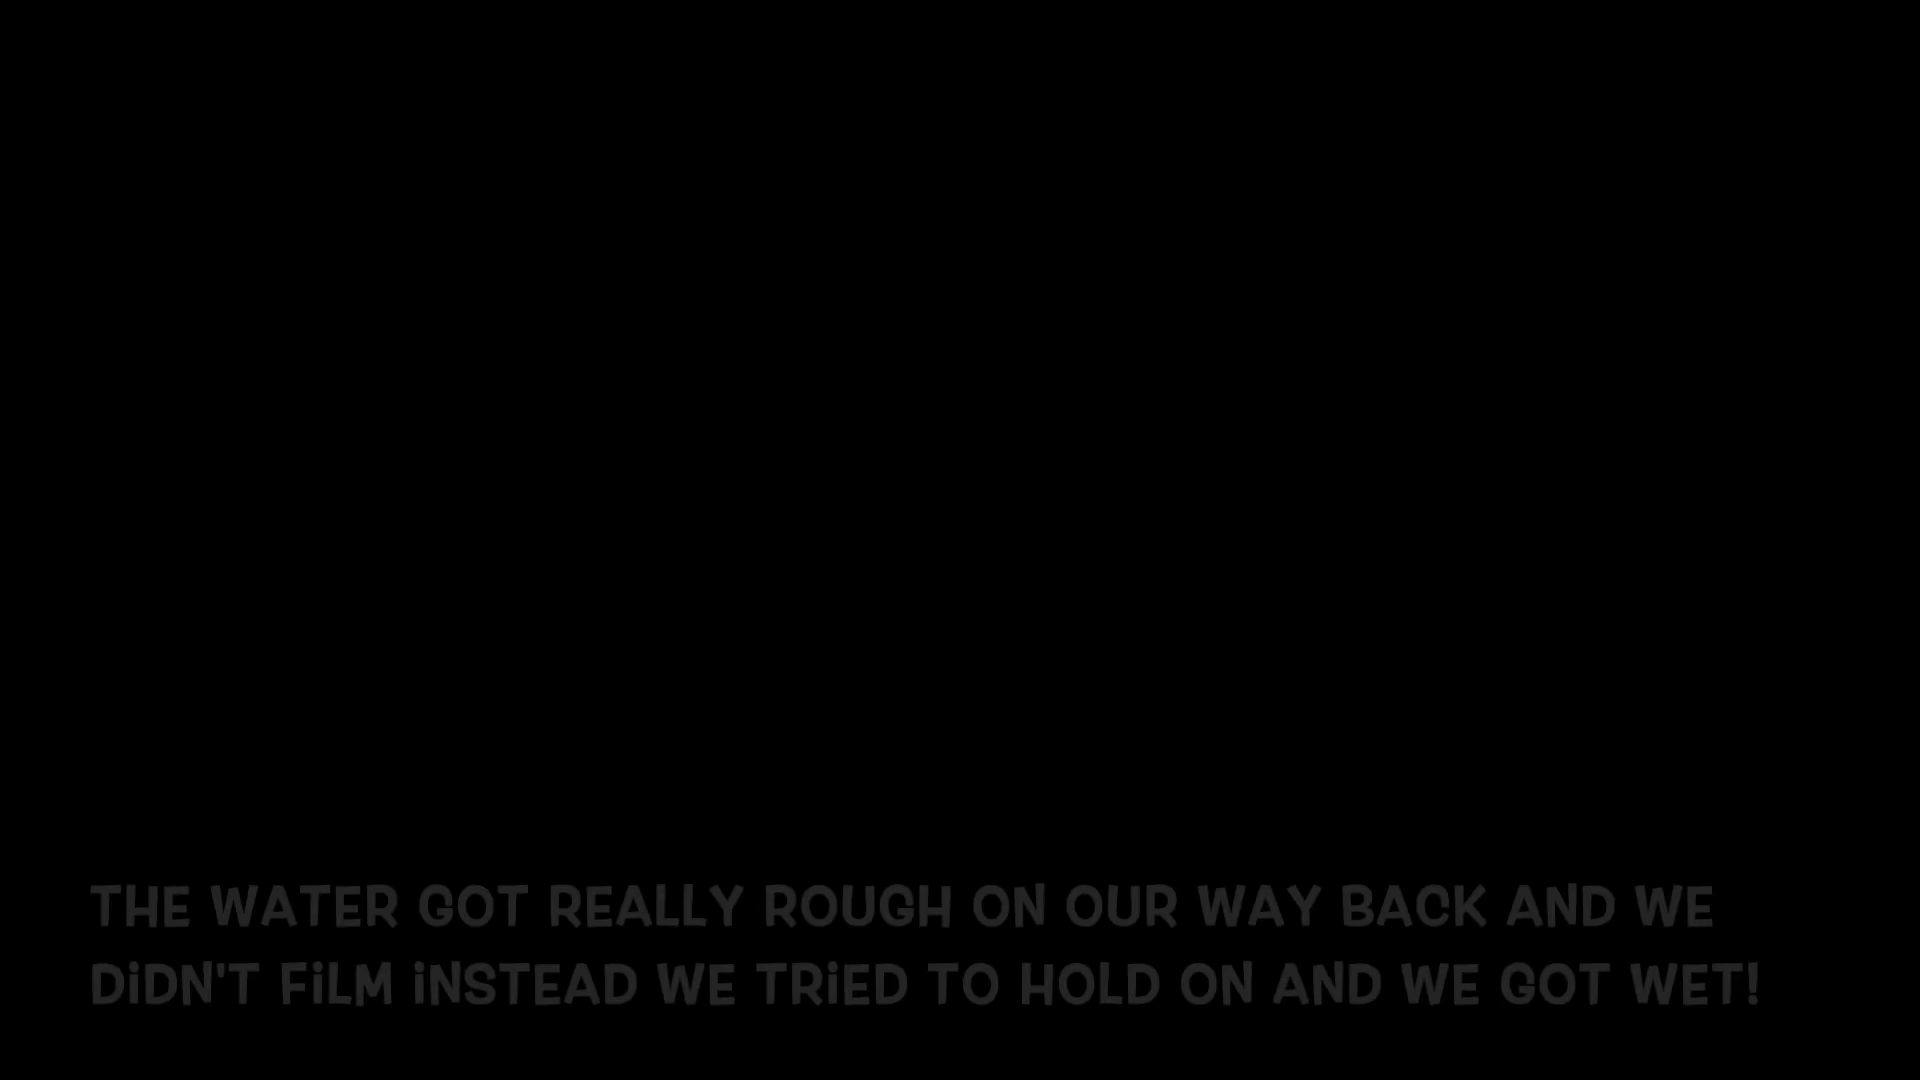 THE WATER GOT REALLY ROUGH ON OUR WAY BACK AND WE
DiDN'T FiLM iNSTEAD WE TRiED TO HOLD ON AND WE GOT WET!